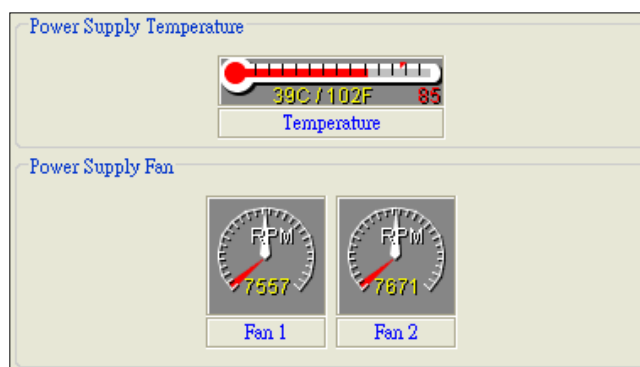 Power Supply Temperature
39C / 102F 85
Temperature
Power Supply Fan
RPM RPM
7557 7671
Fan 1 Fan 2